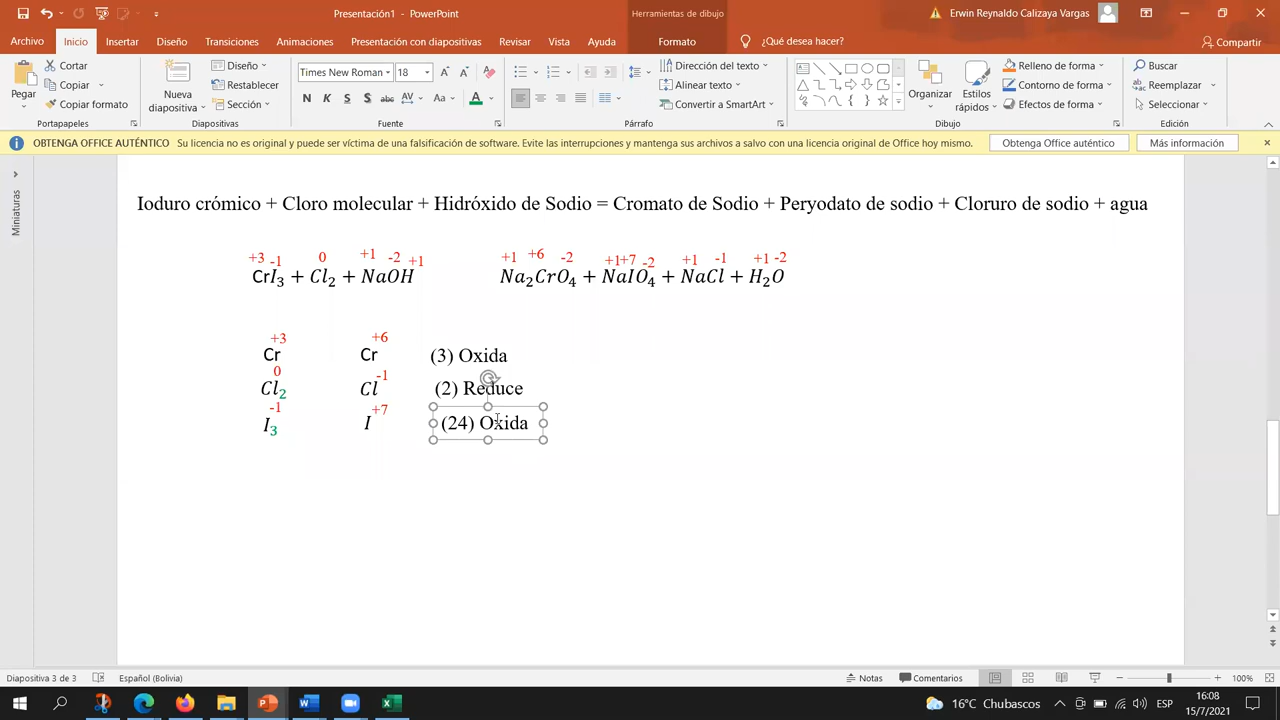 Presentación1 - PowerPoint
Herramientas de dibujo
Erwin Reynaldo Calizaya Vargas
Archivo Inicio Insertar Diseño Transiciones Animaciones Presentación con diapositivas Revisar Vista Ayuda Formato ¿Qué desea hacer? Compartir
Pegar
Cortar
Copiar
Copiar formato
Portapapeles
Nueva diapositiva
Diseño
Restablecer
Sección
Diapositivas
Times New Roman 18
N K S S abc AV Aa A
Fuente
Párrafo
Dirección del texto
Alinear texto
Convertir a SmartArt
Organizar
Estilos rápidos
Relleno de forma
Contorno de forma
Efectos de forma
Dibujo
Buscar
Reemplazar
Seleccionar
Edición
OBTENGA OFFICE AUTÉNTICO Su licencia no es original y puede ser víctima de una falsificación de software. Evite las interrupciones y mantenga sus archivos a salvo con una licencia original de Office hoy mismo. Obtenga Office auténtico Más información
Miniaturas
Ioduro crómico + Cloro molecular + Hidróxido de Sodio = Cromato de Sodio + Peryodato de sodio + Cloruro de sodio + agua
+3 -1 0 +1 -2 +1 +1 +6 -2 +1 +7 -2 +1 -1 +1 -2
CrI₃ + Cl₂ + NaOH Na₂CrO₄ + NaIO₄ + NaCl + H₂O
+3 +6
Cr Cr (3) Oxida
0 -1
Cl₂ Cl (2) Reduce
-1 +7
I₃ I (24) Oxida
Diapositiva 3 de 3 Español (Bolivia) Notas Comentarios 100%
16°C Chubascos ESP 16:08
15/7/2021